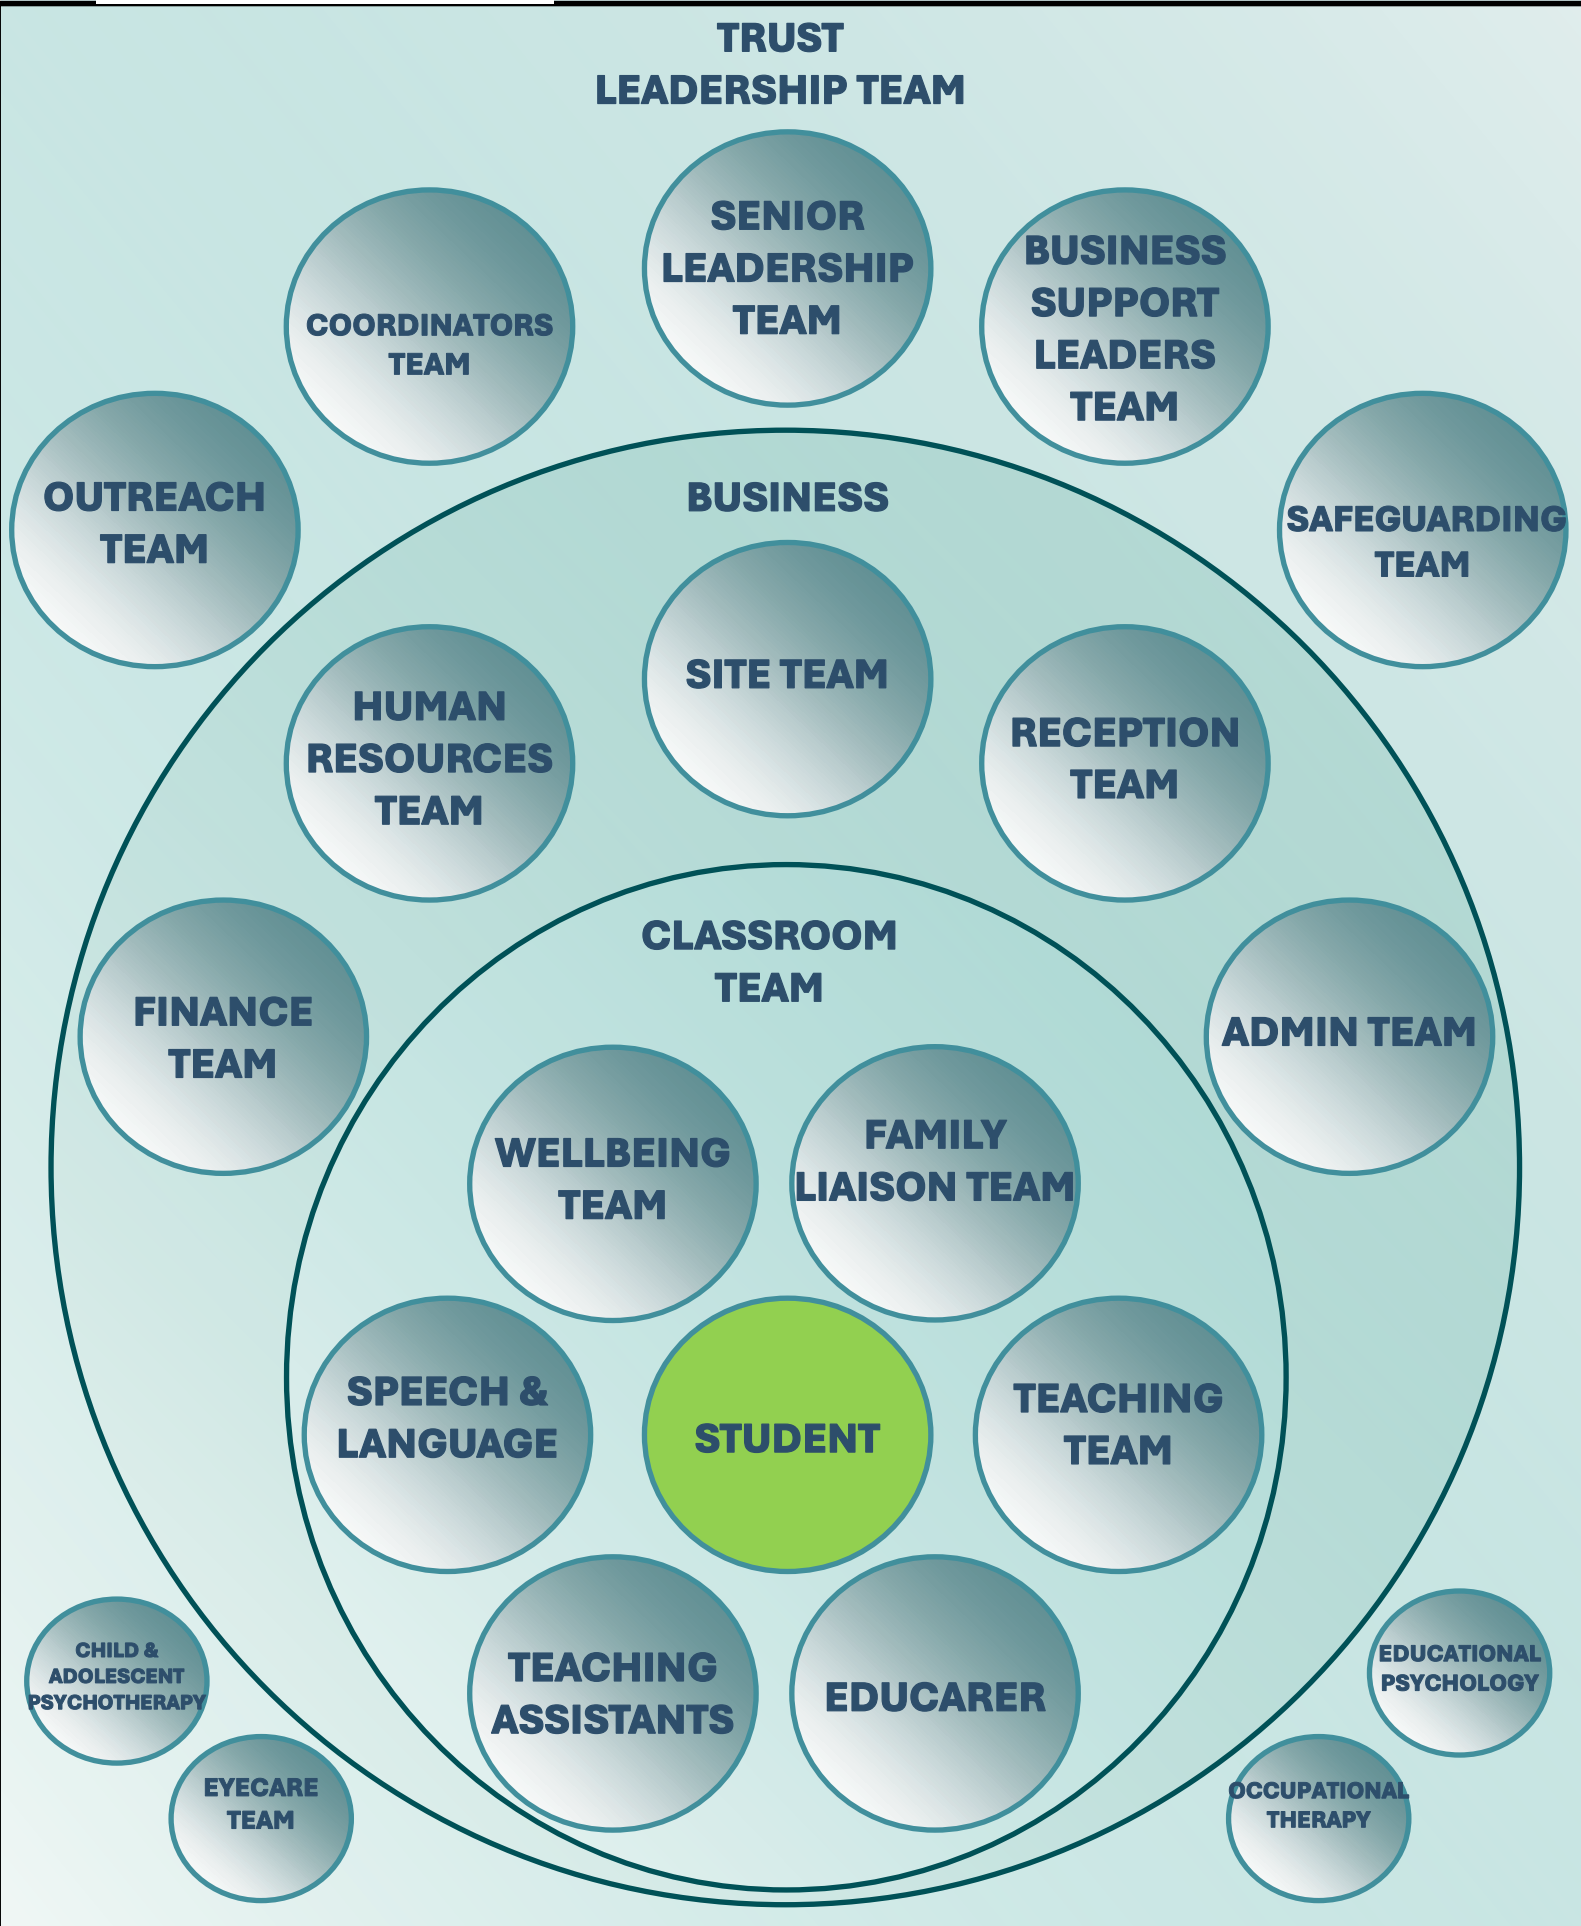 TRUST
LEADERSHIP TEAM
SENIOR
LEADERSHIP
TEAM
COORDINATORS
TEAM
BUSINESS
SUPPORT
LEADERS
TEAM
OUTREACH
TEAM
SAFEGUARDING
TEAM
BUSINESS
SITE TEAM
HUMAN
RESOURCES
TEAM
RECEPTION
TEAM
CLASSROOM
TEAM
FINANCE
TEAM
ADMIN TEAM
WELLBEING
TEAM
FAMILY
LIAISON TEAM
SPEECH &
LANGUAGE
STUDENT
TEACHING
TEAM
TEACHING
ASSISTANTS
EDUCARER
CHILD &
ADOLESCENT
PSYCHOTHERAPY
EDUCATIONAL
PSYCHOLOGY
EYECARE
TEAM
OCCUPATIONAL
THERAPY